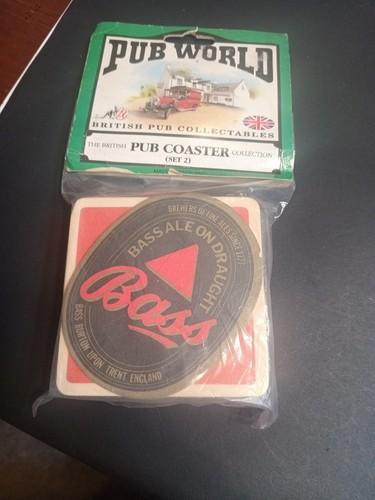 PUB WORLD
BRITISH PUB COLLECTABLES
THE BRITISH PUB COASTER COLLECTION
(SET 2)
BREWERS OF FINE ALES SINCE 1777
BASS ALE ON DRAUGHT
Bass
BASS BURTON UPON TRENT ENGLAND